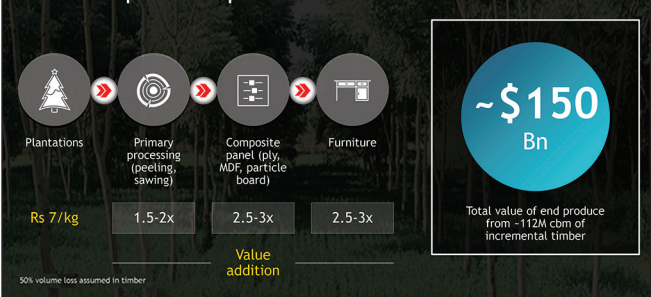 Plantations
Primary
processing
(peeling,
sawing)
Composite
panel (ply,
MDF, particle
board)
Furniture
Rs 7/kg
1.5-2x
2.5-3x
2.5-3x
Value
addition
50% volume loss assumed in timber
~$150
Bn
Total value of end produce
from ~112M cbm of
incremental timber